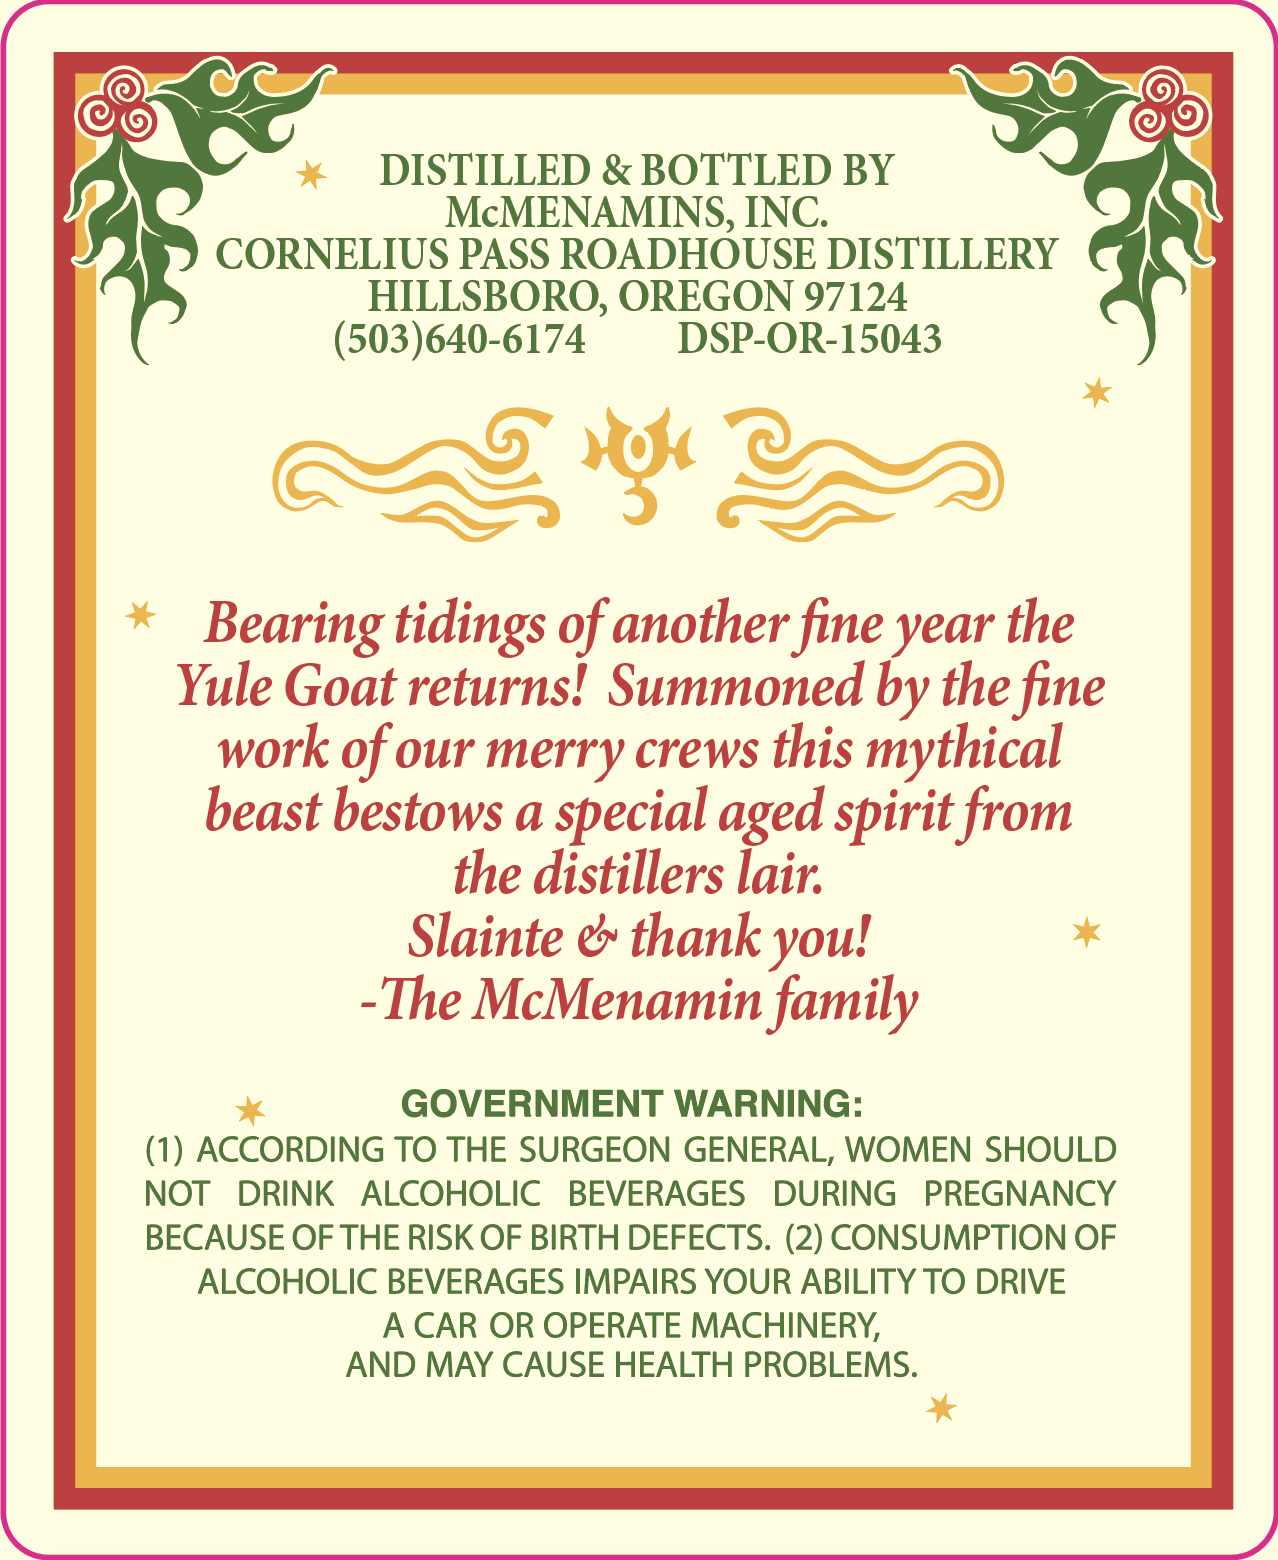 DISTILLED & BOTTLED BY
McMENAMINS, INC.
CORNELIUS PASS ROADHOUSE DISTILLERY
HILLSBORO, OREGON 97124
(503)640-6174 DSP-OR-15043
Bearing tidings of another fine year the
Yule Goat returns! Summoned by the fine
work of our merry crews this mythical
beast bestows a special aged spirit from
the distillers lair.
Slainte & thank you!
-The McMenamin family
GOVERNMENT WARNING:
(1) ACCORDING TO THE SURGEON GENERAL, WOMEN SHOULD
NOT DRINK ALCOHOLIC BEVERAGES DURING PREGNANCY
BECAUSE OF THE RISK OF BIRTH DEFECTS. (2) CONSUMPTION OF
ALCOHOLIC BEVERAGES IMPAIRS YOUR ABILITY TO DRIVE
A CAR OR OPERATE MACHINERY,
AND MAY CAUSE HEALTH PROBLEMS.